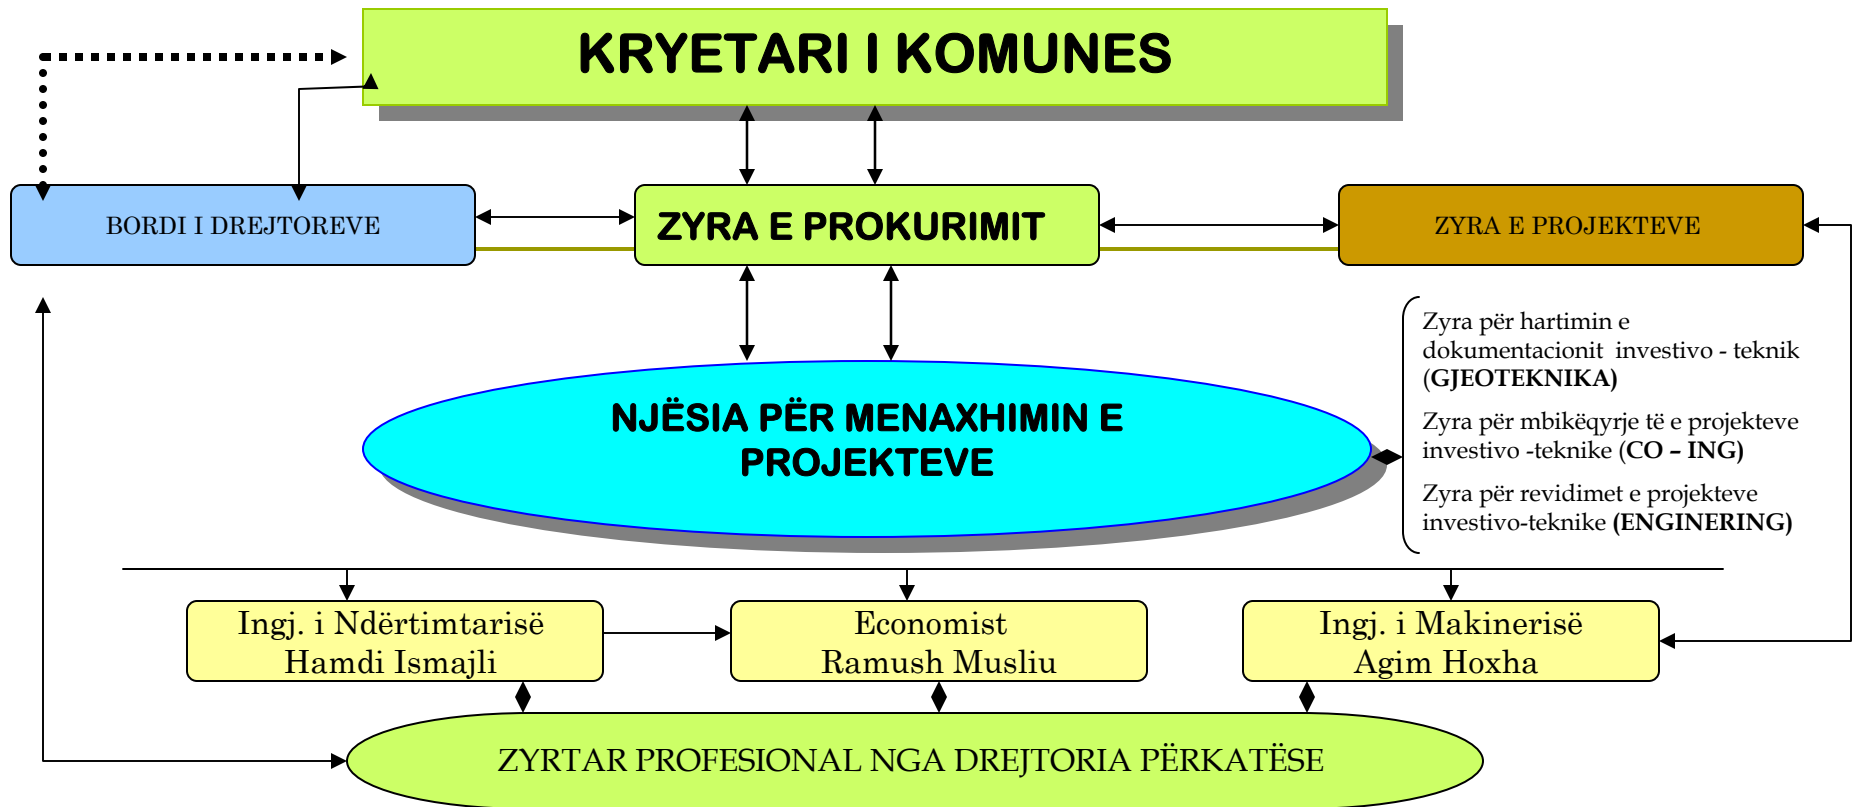 KRYETARI I KOMUNES
BORDI I DREJTOREVE
ZYRA E PROKURIMIT
ZYRA E PROJEKTEVE
Zyra për hartimin e
dokumentacionit investivo - teknik
(GJEOTEKNIKA)
Zyra për mbikëqyrje të e projekteve
investivo -teknike (CO – ING)
Zyra për revidimet e projekteve
investivo-teknike (ENGINERING)
NJËSIA PËR MENAXHIMIN E
PROJEKTEVE
Ingj. i Ndërtimtarisë
Hamdi Ismajli
Economist
Ramush Musliu
Ingj. i Makinerisë
Agim Hoxha
ZYRTAR PROFESIONAL NGA DREJTORIA PËRKATËSE